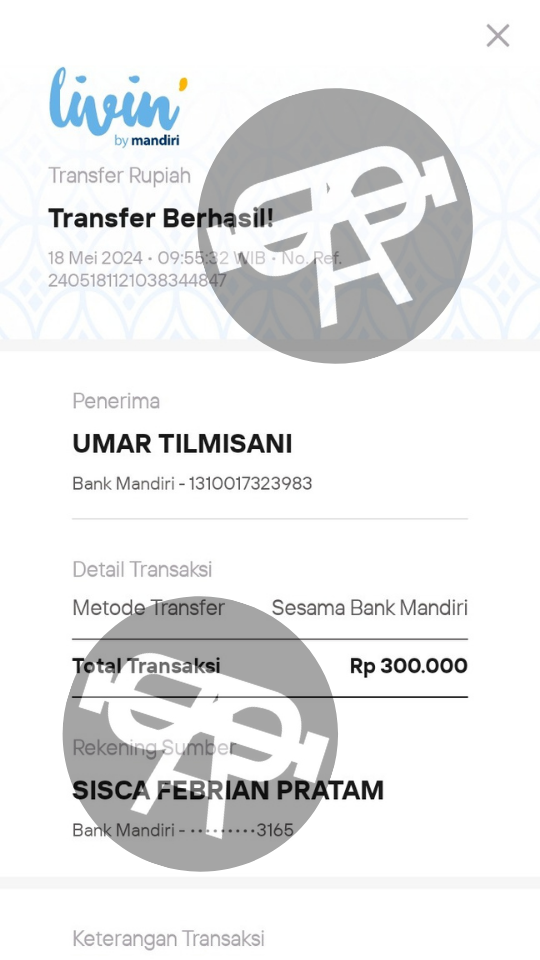 livin'
by mandiri
Transfer Rupiah
Transfer Berhasil!
18 Mei 2024 • 09:55:32 WIB • No. Ref.
2405181121038344847
Penerima
UMAR TILMISANI
Bank Mandiri - 1310017323983
Detail Transaksi
Metode Transfer Sesama Bank Mandiri
Total Transaksi Rp 300.000
Rekening Sumber
SISCA FEBRIAN PRATAM
Bank Mandiri - •••••••••3165
Keterangan Transaksi